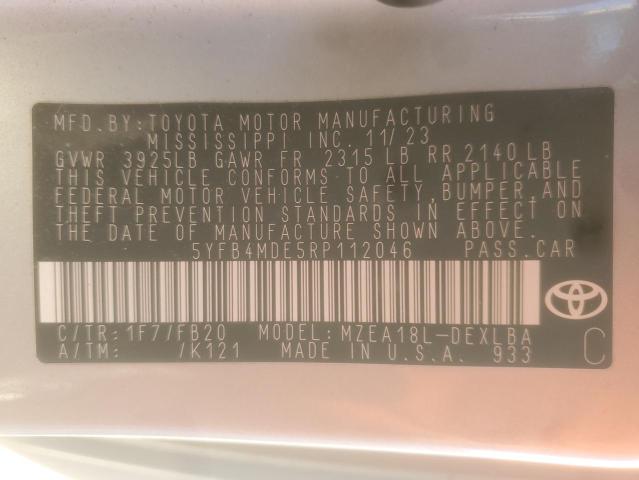 MFD.BY:TOYOTA MOTOR MANUFACTURING
MISSISSIPPI INC. 11/23
GVWR 3925LB GAWR FR 2315 LB RR 2140 LB
THIS VEHICLE CONFORMS TO ALL APPLICABLE
FEDERAL MOTOR VEHICLE SAFETY,BUMPER,AND
THEFT PREVENTION STANDARDS IN EFFECT ON
THE DATE OF MANUFACTURE SHOWN ABOVE.
5YFB4MDE5RP112046 PASS.CAR
C/TR:1F7/FB20 MODEL:MZEA18L-DEXLBA
A/TM: /K121 MADE IN U.S.A. 933
C